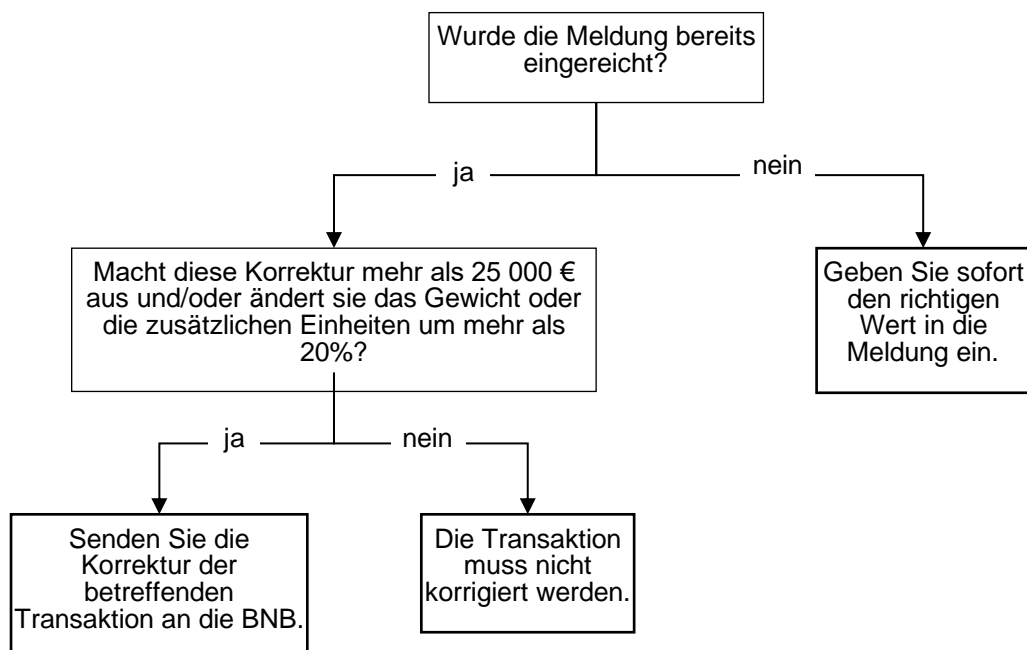 Wurde die Meldung bereits
eingereicht?
ja
nein
Macht diese Korrektur mehr als 25 000 €
aus und/oder ändert sie das Gewicht oder
die zusätzlichen Einheiten um mehr als
20%?
Geben Sie sofort
den richtigen
Wert in die
Meldung ein.
ja
nein
Senden Sie die
Korrektur der
betreffenden
Transaktion an die BNB.
Die Transaktion
muss nicht
korrigiert werden.